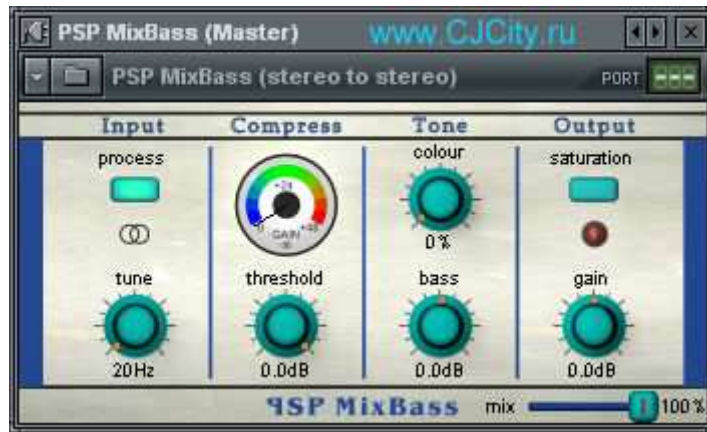 PSP MixBass (Master)
www.CJCity.ru
PSP MixBass (stereo to stereo)
PORT ---
Input Compress Tone Output
process colour saturation
+24
0 +48
GAIN
dB
0%
tune threshold bass gain
20Hz 0.0dB 0.0dB 0.0dB
PSP MixBass mix 100%